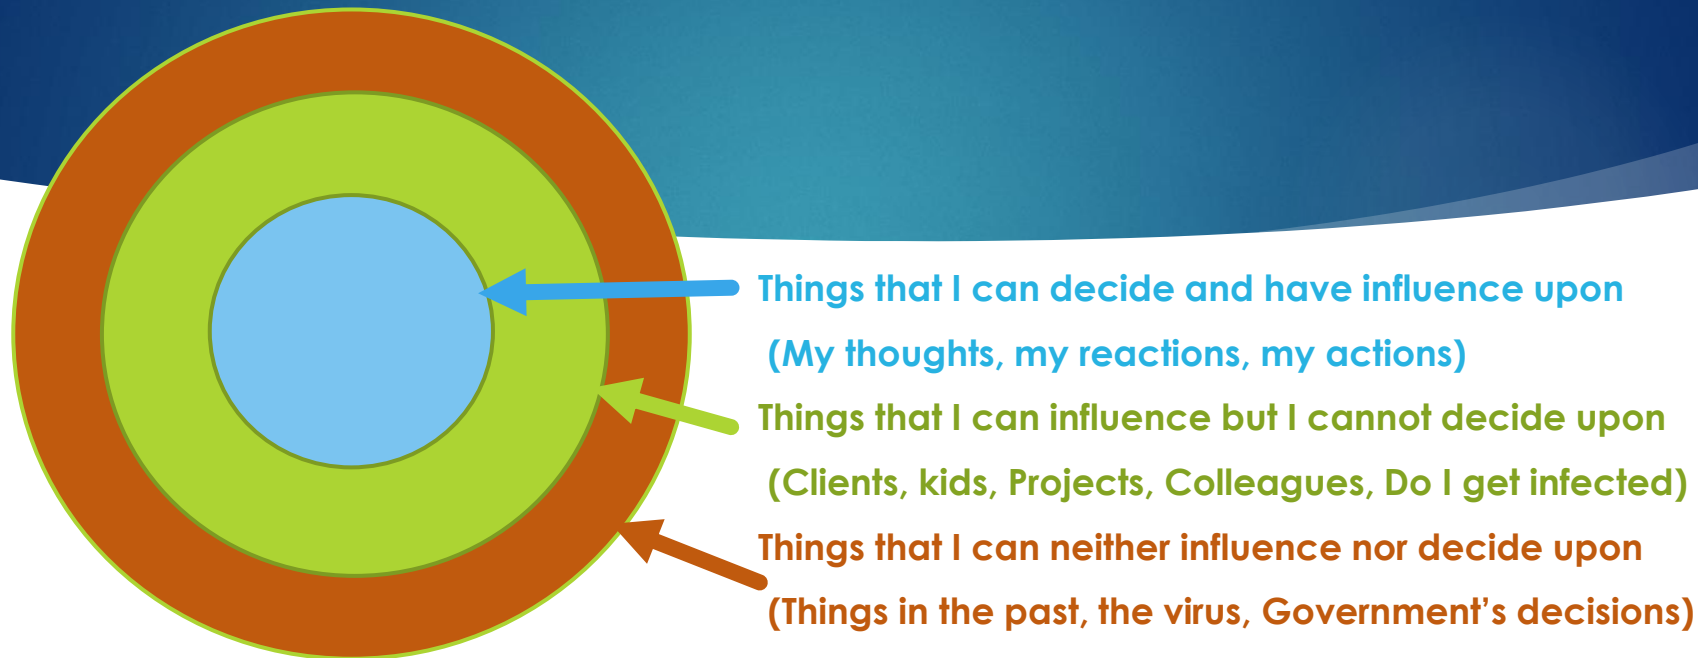 Things that I can decide and have influence upon
(My thoughts, my reactions, my actions)
Things that I can influence but I cannot decide upon
(Clients, kids, Projects, Colleagues, Do I get infected)
Things that I can neither influence nor decide upon
(Things in the past, the virus, Government’s decisions)